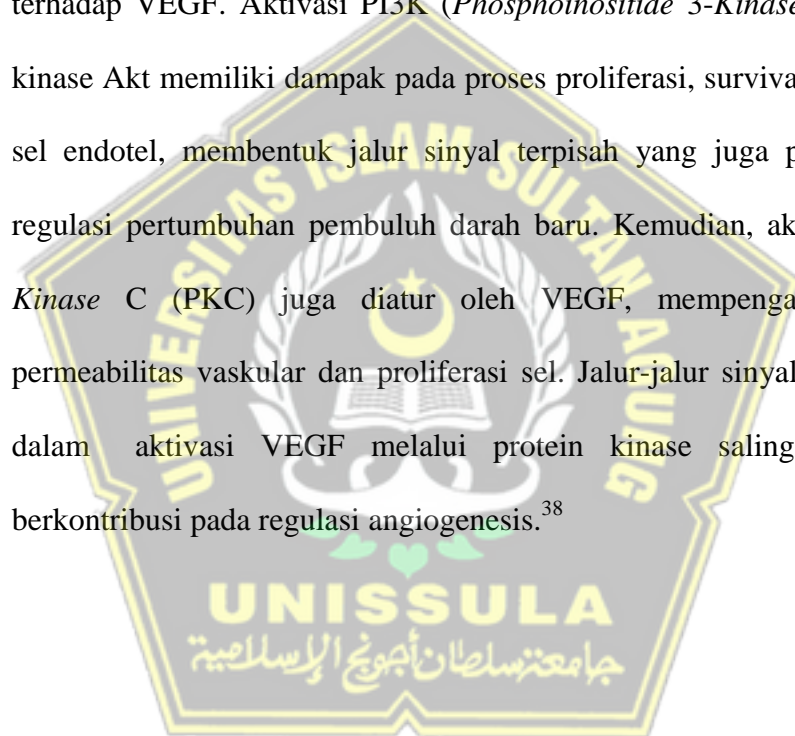 terhadap VEGF. Aktivasi PI3K (Phosphoinositide 3-Kinase
kinase Akt memiliki dampak pada proses proliferasi, surviva
sel endotel, membentuk jalur sinyal terpisah yang juga p
regulasi pertumbuhan pembuluh darah baru. Kemudian, ak
Kinase C (PKC) juga diatur oleh VEGF, mempenga
permeabilitas vaskular dan proliferasi sel. Jalur-jalur sinyal
dalam aktivasi VEGF melalui protein kinase saling
berkontribusi pada regulasi angiogenesis.38
UNIVERSITAS ISLAM SULTAN AGUNG
UNISSULA
جامعة سلطان أجونج الإسلامية